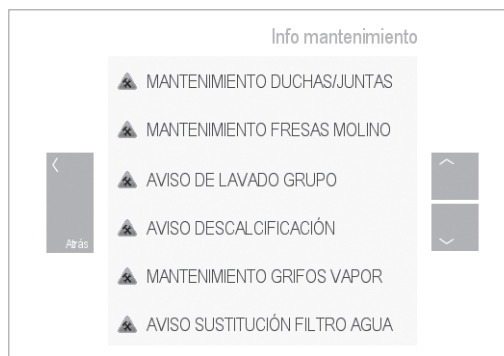 Info mantenimiento
MANTENIMIENTO DUCHAS/JUNTAS
MANTENIMIENTO FRESAS MOLINO
AVISO DE LAVADO GRUPO
AVISO DESCALCIFICACIÓN
MANTENIMIENTO GRIFOS VAPOR
AVISO SUSTITUCIÓN FILTRO AGUA
Atrás